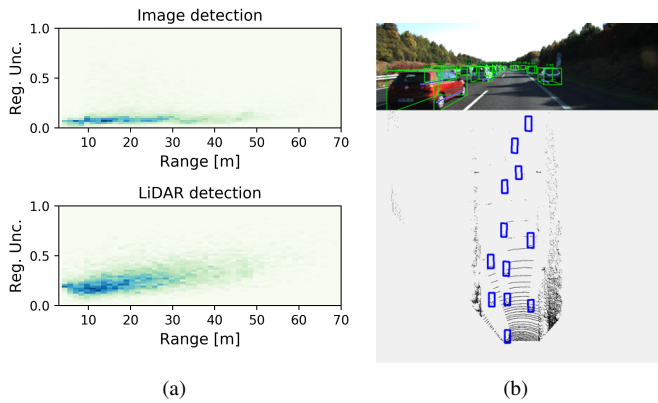 Image detection
1.0
0.5
0.0
Reg. Unc.
10 20 30 40 50 60 70
Range [m]
LiDAR detection
1.0
0.5
0.0
Reg. Unc.
10 20 30 40 50 60 70
Range [m]
(a)
(b)